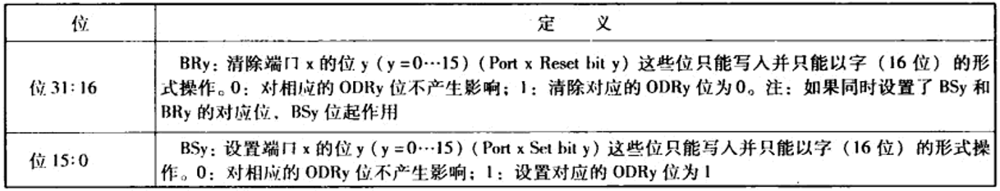 位 定 义
位 31:16
BRy：清除端口 x 的位 y（y=0…15）（Port x Reset bit y）这些位只能写入并只能以字（16 位）的形
式操作。0：对相应的 ODRy 位不产生影响；1：清除对应的 ODRy 位为 0。注：如果同时设置了 BSy 和
BRy 的对应位，BSy 位起作用
位 15:0
BSy：设置端口 x 的位 y（y=0…15）（Port x Set bit y）这些位只能写入并只能以字（16 位）的形式操
作。0：对相应的 ODRy 位不产生影响；1：设置对应的 ODRy 位为 1